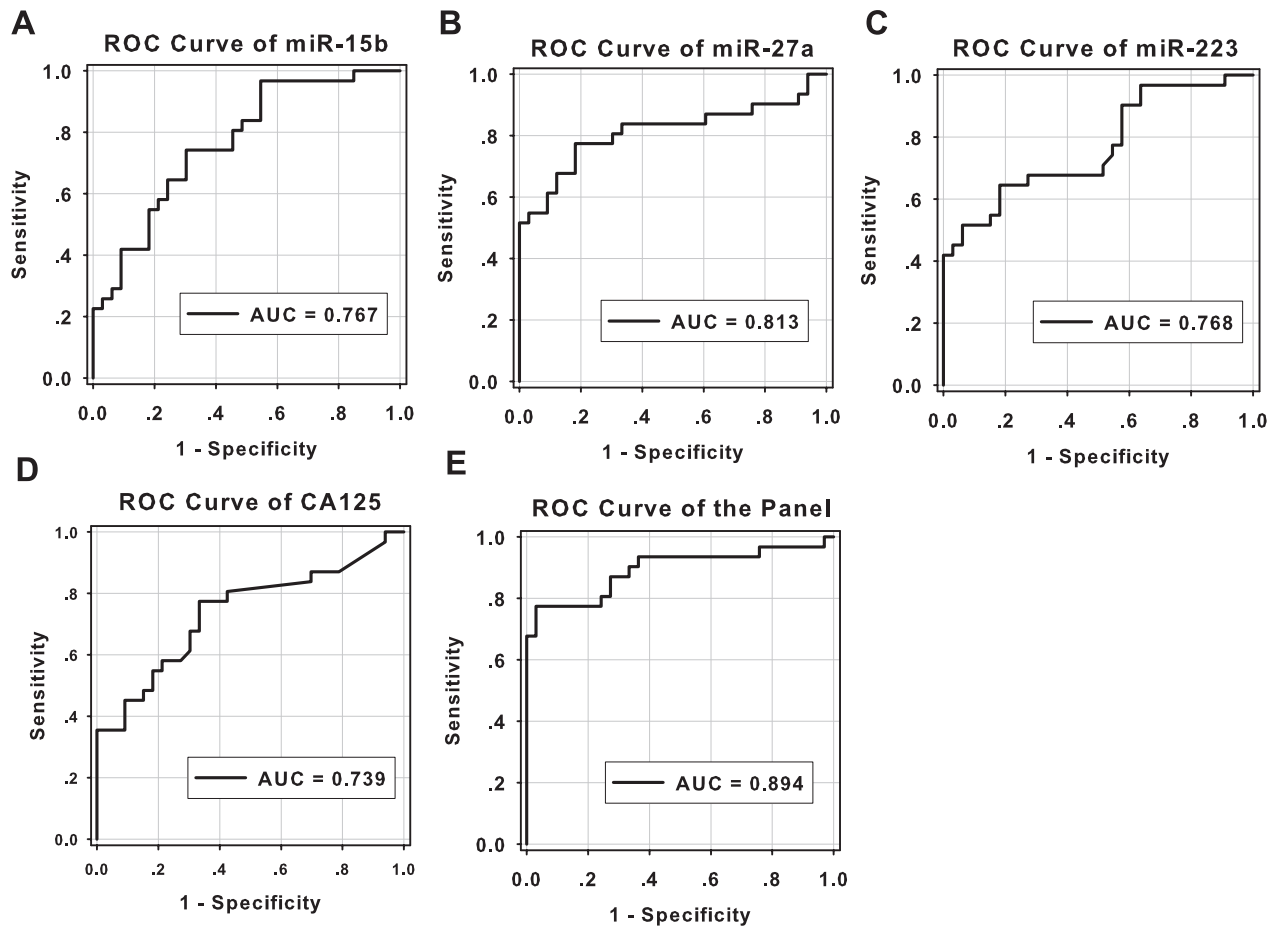 A
ROC Curve of miR-15b
1.0
.8
.6
.4
.2
0.0
Sensitivity
AUC = 0.767
0.0 .2 .4 .6 .8 1.0
1 - Specificity
B
ROC Curve of miR-27a
1.0
.8
.6
.4
.2
0.0
Sensitivity
AUC = 0.813
0.0 .2 .4 .6 .8 1.0
1 - Specificity
C
ROC Curve of miR-223
1.0
.8
.6
.4
.2
0.0
Sensitivity
AUC = 0.768
0.0 .2 .4 .6 .8 1.0
1 - Specificity
D
ROC Curve of CA125
1.0
.8
.6
.4
.2
0.0
Sensitivity
AUC = 0.739
0.0 .2 .4 .6 .8 1.0
1 - Specificity
E
ROC Curve of the Panel
1.0
.8
.6
.4
.2
0.0
Sensitivity
AUC = 0.894
0.0 .2 .4 .6 .8 1.0
1 - Specificity